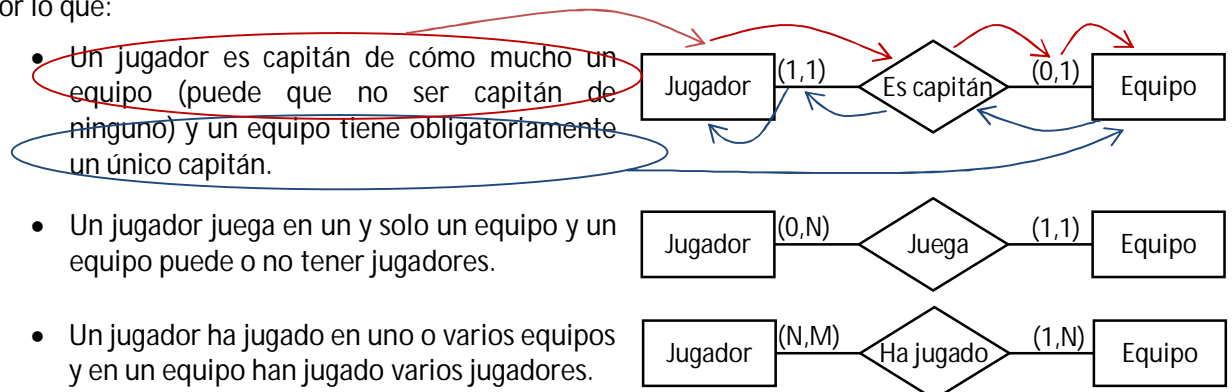 or lo que:
• Un jugador es capitán de cómo mucho un
equipo (puede que no ser capitán de
ninguno) y un equipo tiene obligatoriamente
un único capitán.
Jugador (1,1) Es capitán (0,1) Equipo
• Un jugador juega en un y solo un equipo y un
equipo puede o no tener jugadores.
Jugador (0,N) Juega (1,1) Equipo
• Un jugador ha jugado en uno o varios equipos
y en un equipo han jugado varios jugadores.
Jugador (N,M) Ha jugado (1,N) Equipo